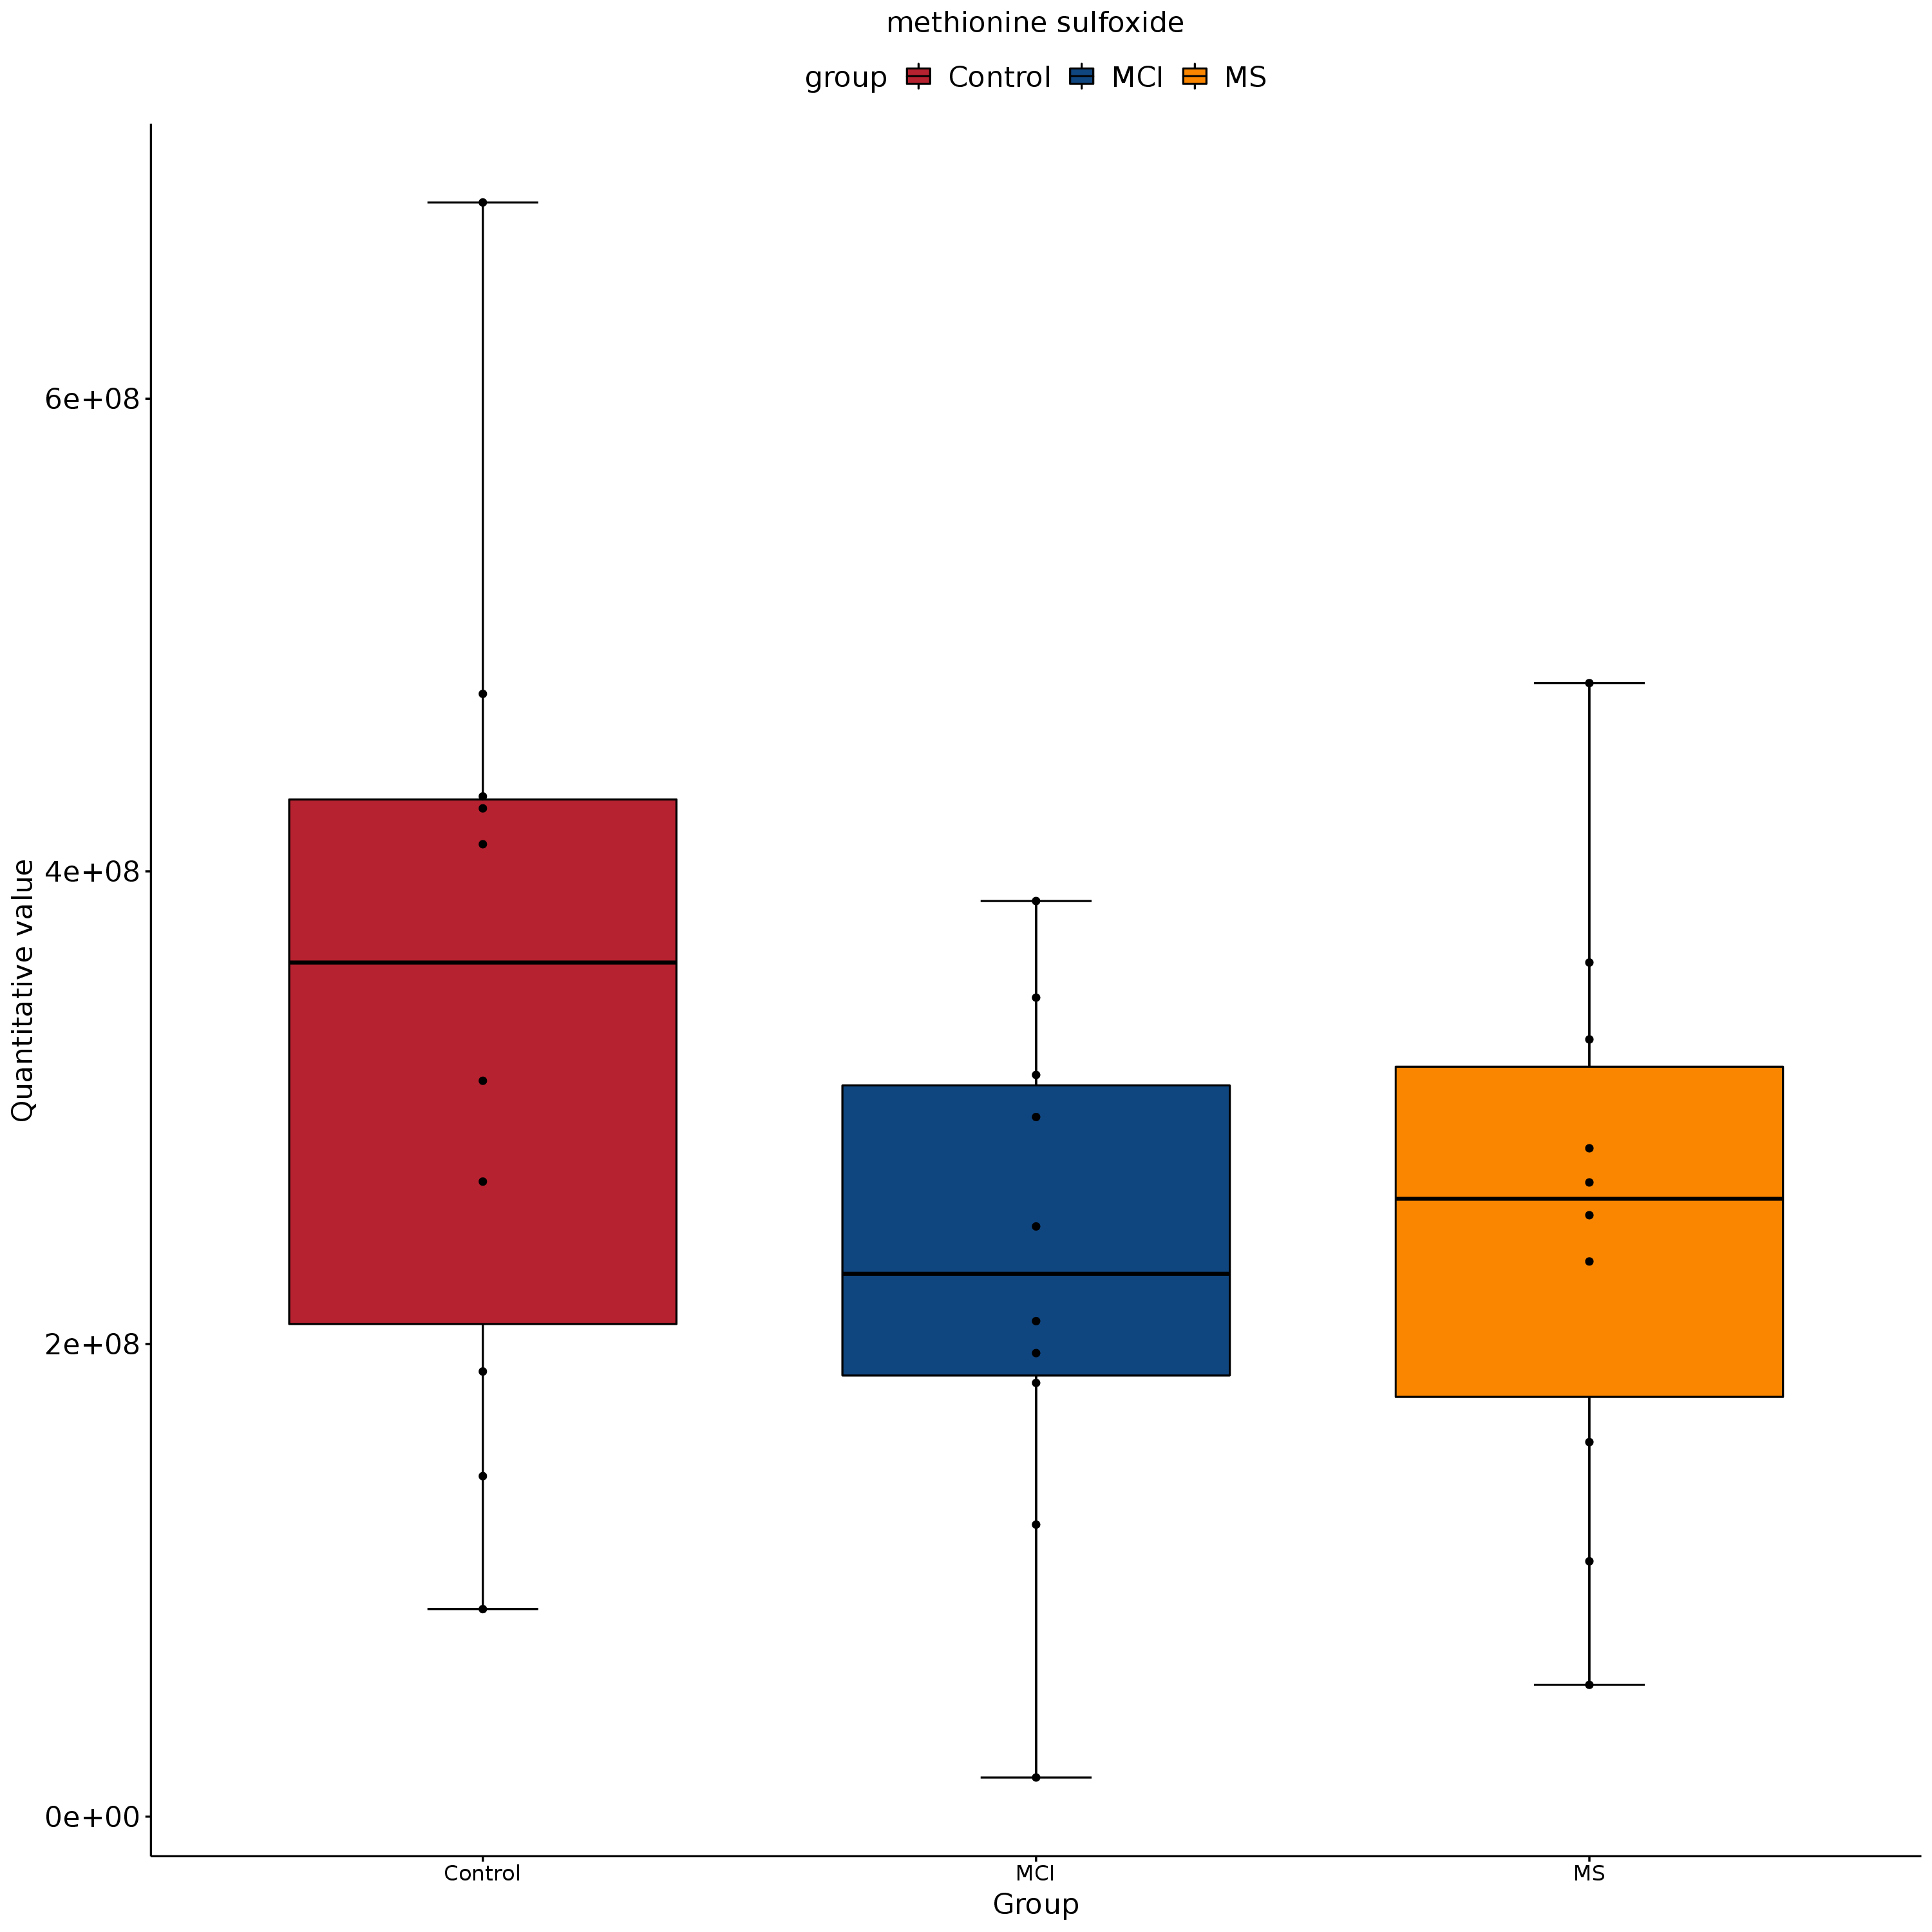 methionine sulfoxide
group Control MCI MS
6e+08
4e+08
2e+08
0e+00
Quantitative value
Control MCI MS
Group